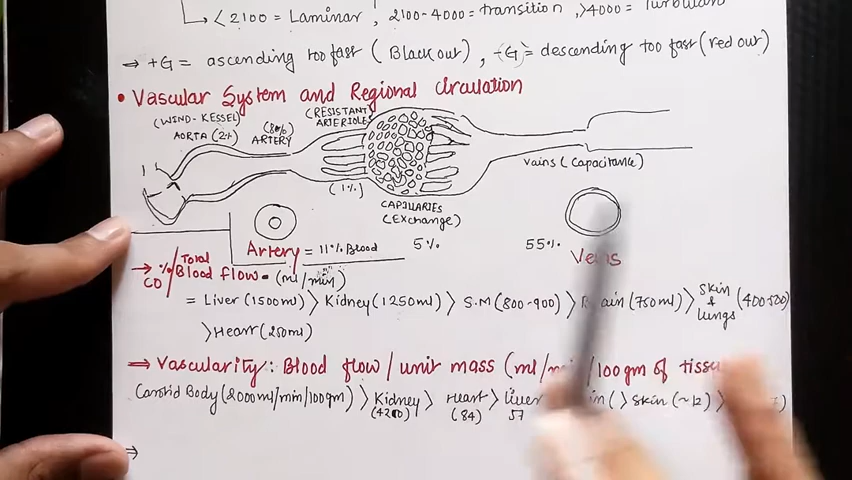 < 2100 = Laminar, 2100-4000 = transition, >4000 = Turbulant
⇒ +G = ascending too fast (Black out), -G = descending too fast (red out)
• Vascular System and Regional circulation
(WIND-KESSEL)
AORTA (2%)
(8%)
ARTERY
(RESISTANT
ARTERIOLES
(1%)
CAPILLARIES
(EXchange)
5%
vains (Capacitance)
Artery = 11% Blood
55%
Veins
→ CO %/Total Blood flow = (ml/min)
= Liver (1500ml) > Kidney (1250ml) > S.M (800-900) > Brain (750ml) > Skin & lungs (400-500)
> Heart (250ml)
⇒ Vascularity: Blood flow/unit mass (ml/min/100gm of tissue
Carotid Body (2000ml/min/100gm) > Kidney (420) > Heart (84) > Liver 57 > Skin (~12) >
⇒